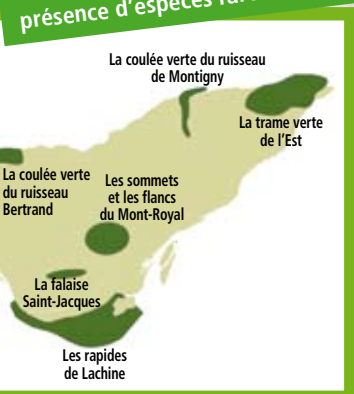 présence d'espèces
La coulée verte du ruisseau
de Montigny
La trame verte
de l'Est
La coulée verte
du ruisseau
Bertrand
Les sommets
et les flancs
du Mont-Royal
La falaise
Saint-Jacques
Les rapides
de Lachine